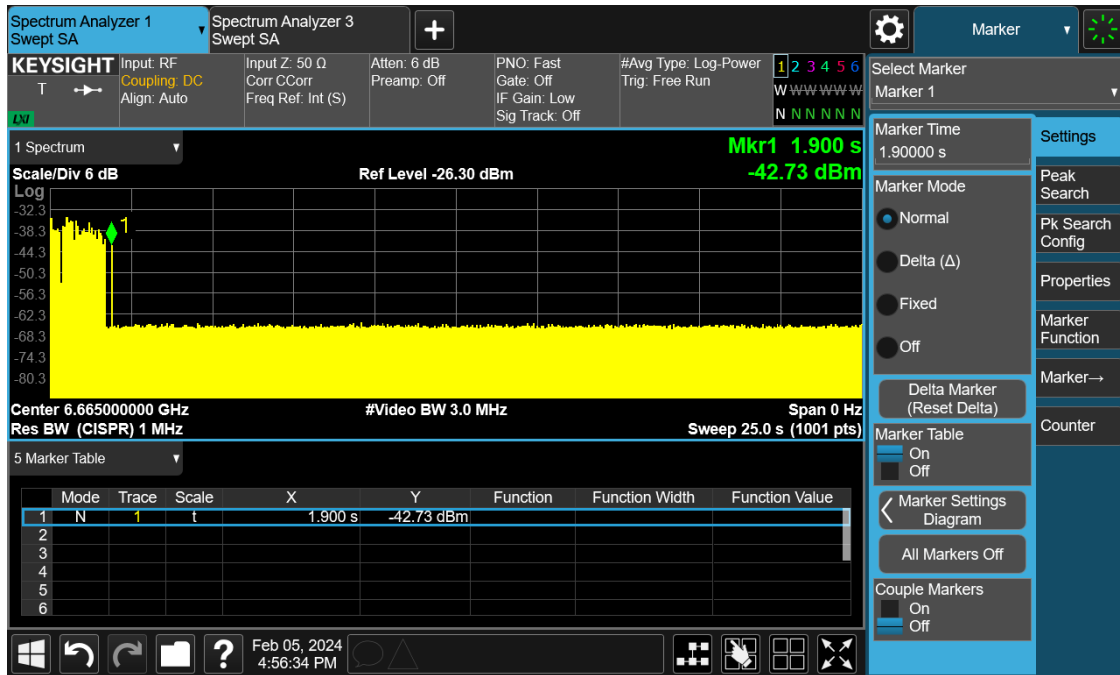 Spectrum Analyzer 1
Swept SA
Spectrum Analyzer 3
Swept SA
Marker
KEYSIGHT
T
LXI
Input: RF
Coupling: DC
Align: Auto
Input Z: 50 Ω
Corr CCorr
Freq Ref: Int (S)
Atten: 6 dB
Preamp: Off
PNO: Fast
Gate: Off
IF Gain: Low
Sig Track: Off
#Avg Type: Log-Power
Trig: Free Run
1 2 3 4 5 6
W W W W W W
N N N N N N
1 Spectrum
Mkr1 1.900 s
Scale/Div 6 dB
Ref Level -26.30 dBm
-42.73 dBm
Log
-32.3
-38.3
-44.3
-50.3
-56.3
-62.3
-68.3
-74.3
-80.3
1
Center 6.665000000 GHz
#Video BW 3.0 MHz
Span 0 Hz
Res BW (CISPR) 1 MHz
Sweep 25.0 s (1001 pts)
5 Marker Table
Mode Trace Scale X Y Function Function Width Function Value
1 N 1 t 1.900 s -42.73 dBm
2
3
4
5
6
Feb 05, 2024
4:56:34 PM
Select Marker
Marker 1
Marker Time
1.90000 s
Marker Mode
Normal
Delta (Δ)
Fixed
Off
Delta Marker
(Reset Delta)
Marker Table
On
Off
Marker Settings
Diagram
All Markers Off
Couple Markers
On
Off
Settings
Peak
Search
Pk Search
Config
Properties
Marker
Function
Marker→
Counter